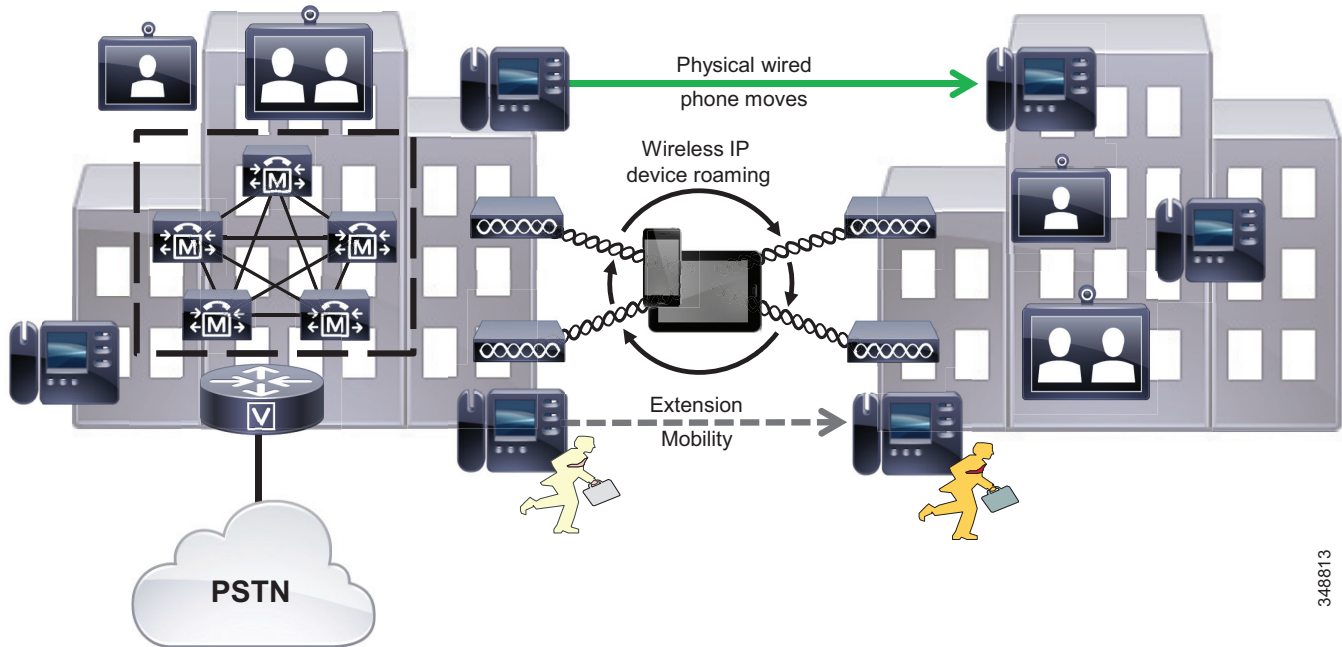 Physical wired
phone moves
Wireless IP
device roaming
M
M
M
M
M
V
Extension
Mobility
PSTN
348813